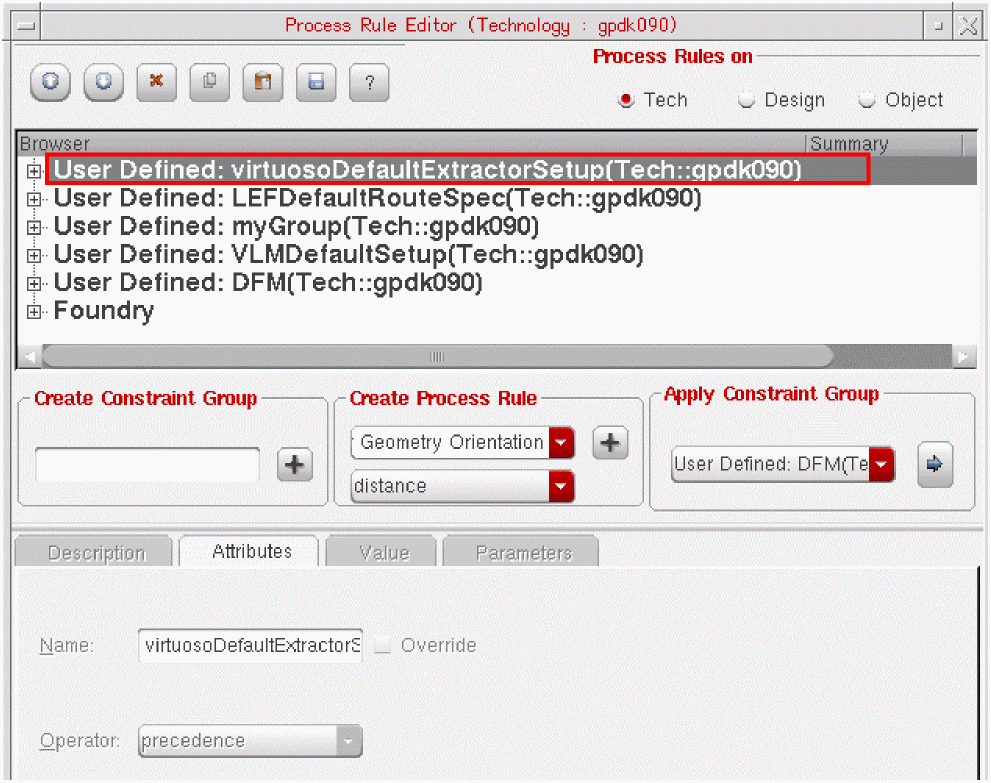 Process Rule Editor (Technology : gpdk090)
Process Rules on
?
Tech Design Object
Browser Summary
User Defined: virtuosoDefaultExtractorSetup(Tech::gpdk090)
User Defined: LEFDefaultRouteSpec(Tech::gpdk090)
User Defined: myGroup(Tech::gpdk090)
User Defined: VLMDefaultSetup(Tech::gpdk090)
User Defined: DFM(Tech::gpdk090)
Foundry
Create Constraint Group
Create Process Rule
Apply Constraint Group
Geometry Orientation
User Defined: DFM(Te
distance
Description Attributes Value Parameters
Name: virtuosoDefaultExtractorS Override
Operator: precedence